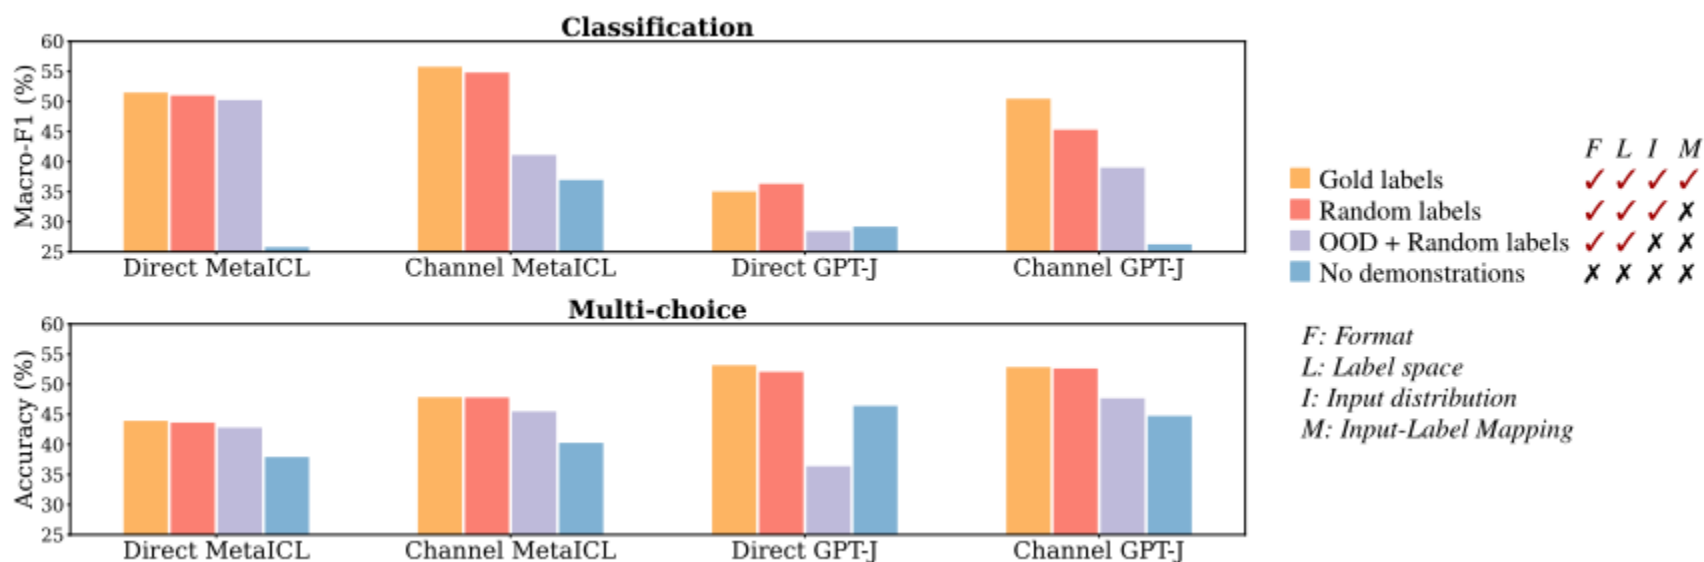 Classification
Macro-F1 (%)
60
55
50
45
40
35
30
25
Direct MetaICL
Channel MetaICL
Direct GPT-J
Channel GPT-J
Multi-choice
Accuracy (%)
60
55
50
45
40
35
30
25
Direct MetaICL
Channel MetaICL
Direct GPT-J
Channel GPT-J
F L I M
Gold labels ✓ ✓ ✓ ✓
Random labels ✓ ✓ ✓ ✗
OOD + Random labels ✓ ✓ ✗ ✗
No demonstrations ✗ ✗ ✗ ✗
F: Format
L: Label space
I: Input distribution
M: Input-Label Mapping